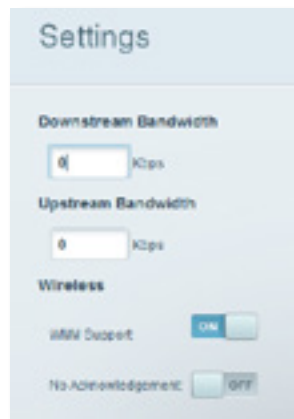 Settings
Downstream Bandwidth
0 Kbps
Upstream Bandwidth
0 Kbps
Wireless
WMM Support: ON
No Acknowledgement: OFF